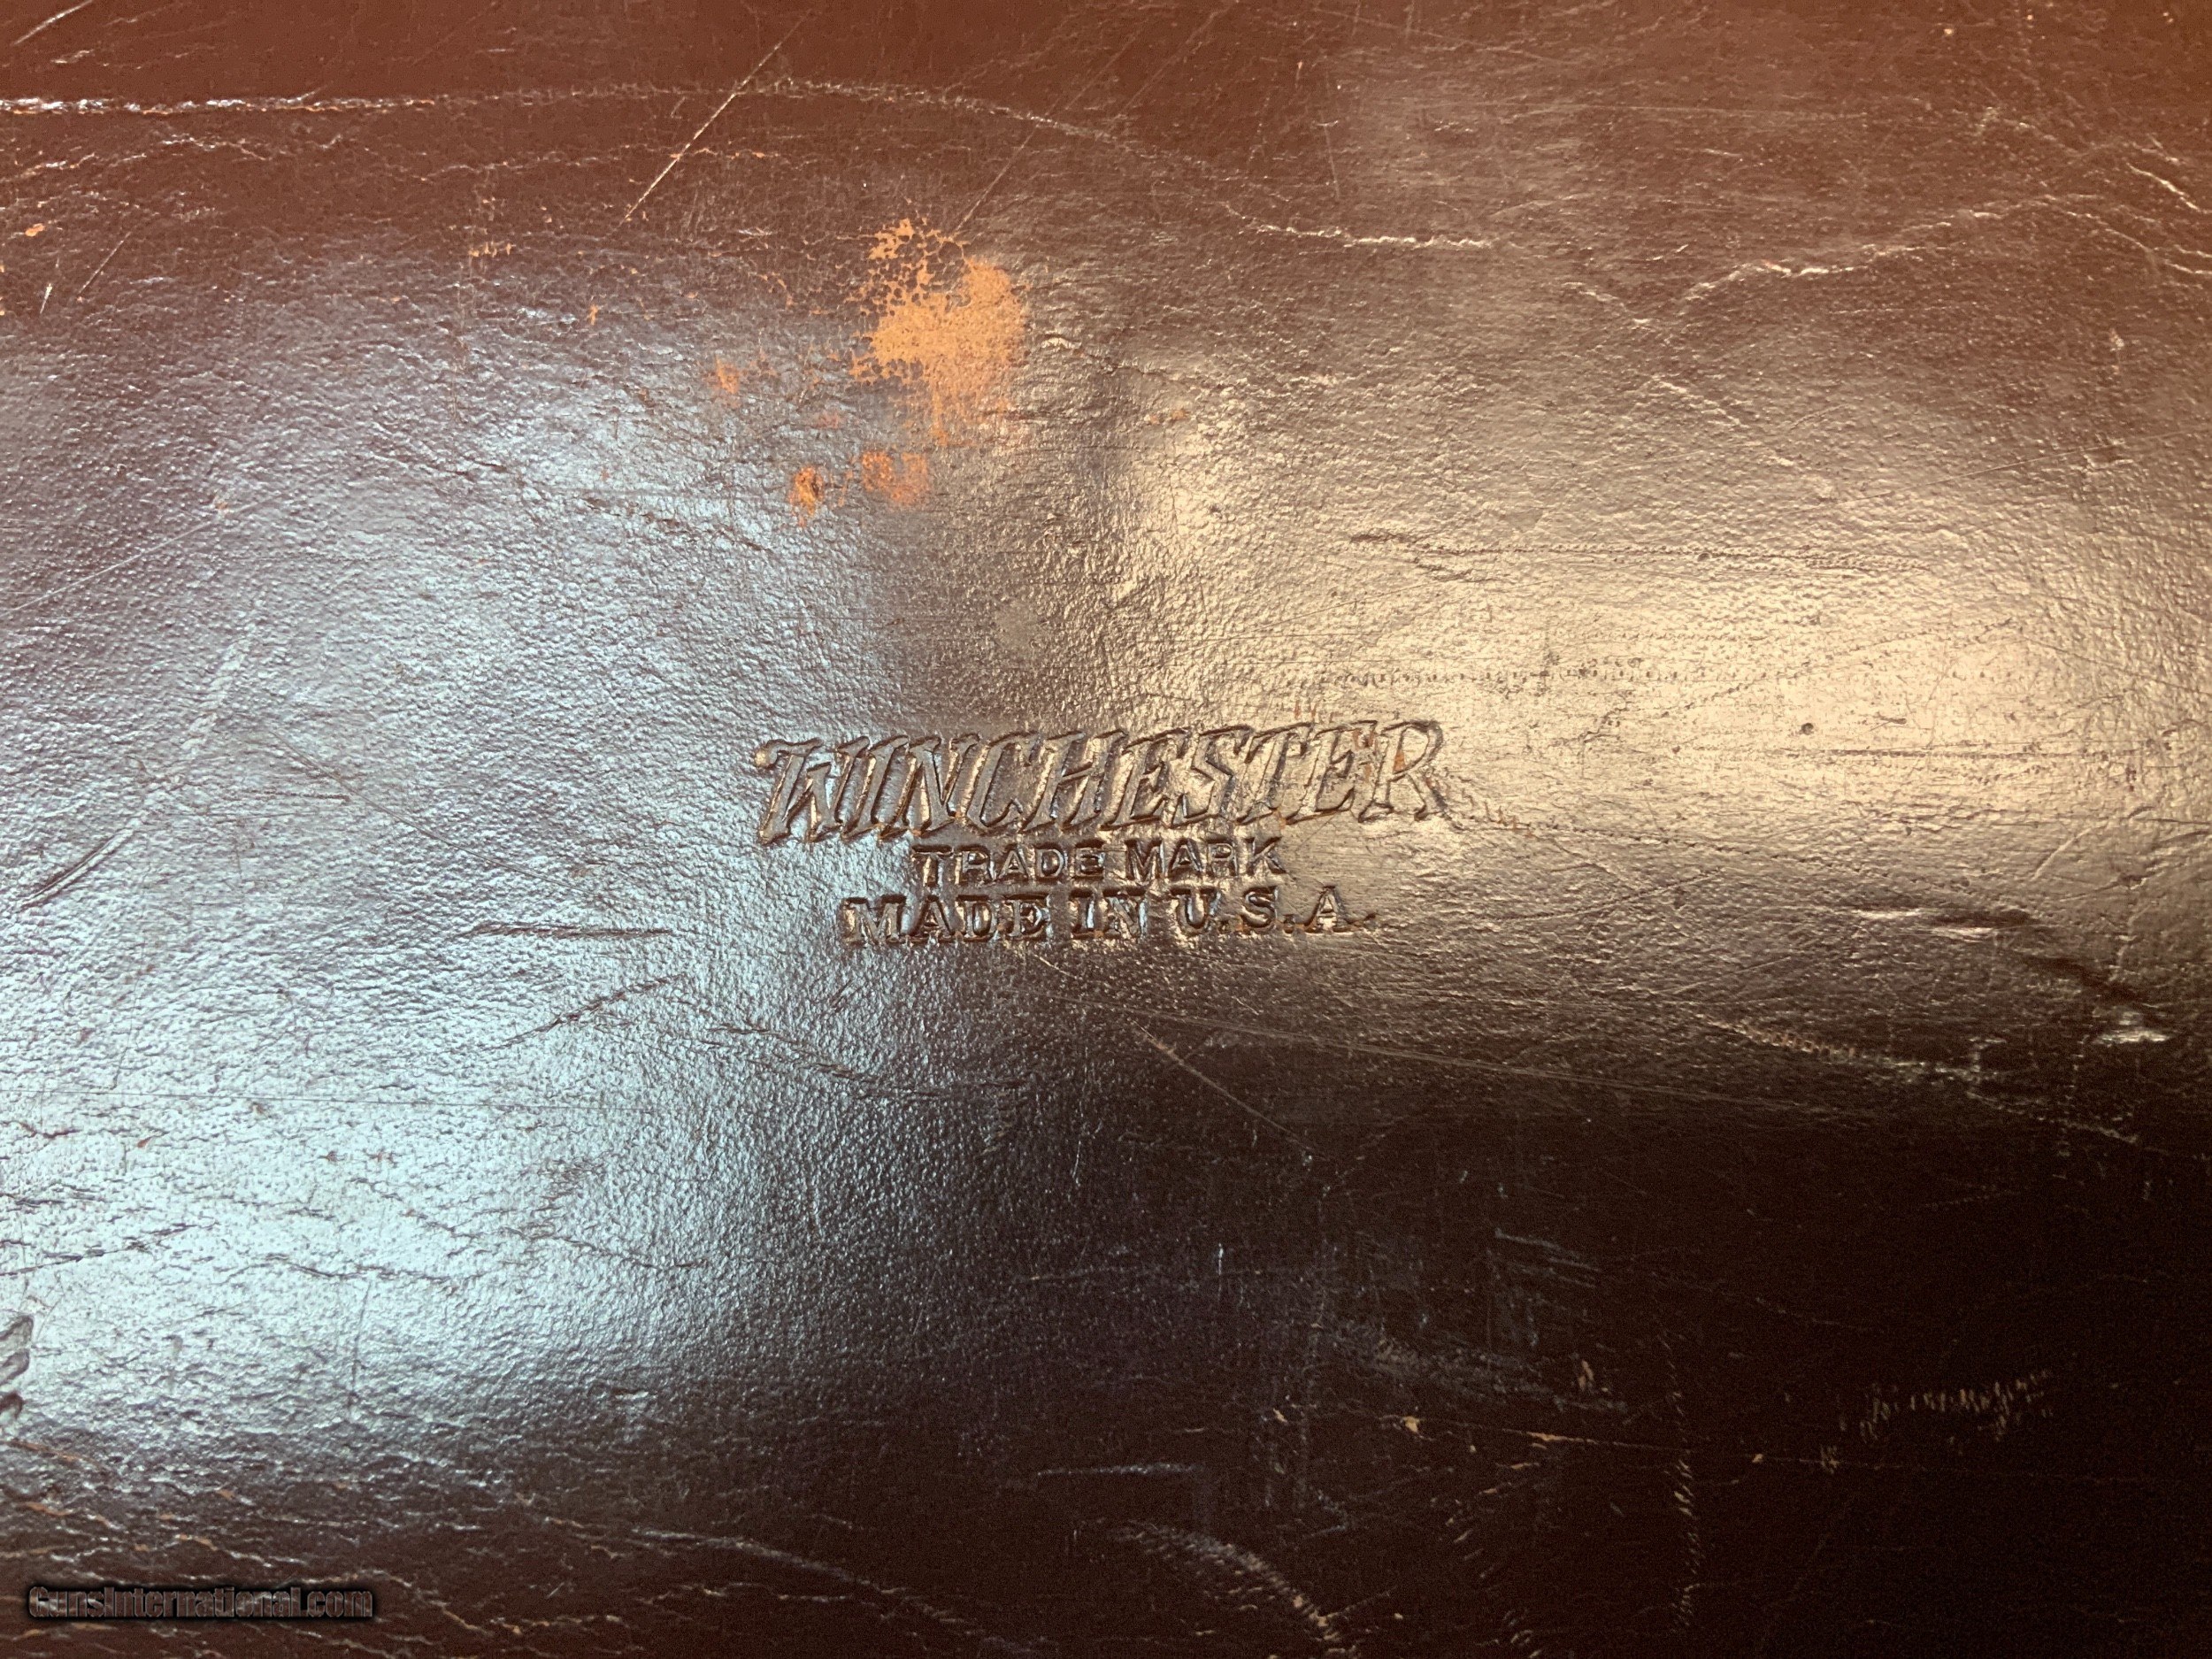 WINCHESTER
TRADE MARK
MADE IN U.S.A.
GunsInternational.com